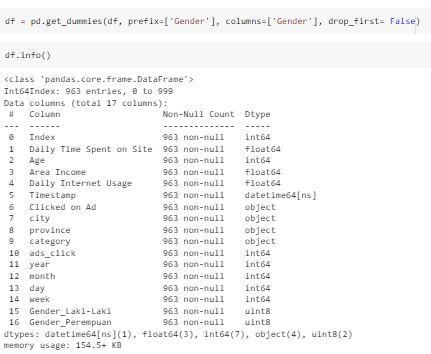 df = pd.get_dummies(df, prefix=['Gender'], columns=['Gender'], drop_first= False)
df.info()
<class 'pandas.core.frame.DataFrame'>
Int64Index: 963 entries, 0 to 999
Data columns (total 17 columns):
 #   Column                    Non-Null Count  Dtype
---  ------                    --------------  -----
 0   Index                     963 non-null    int64
 1   Daily Time Spent on Site  963 non-null    float64
 2   Age                       963 non-null    int64
 3   Area Income               963 non-null    float64
 4   Daily Internet Usage      963 non-null    float64
 5   Timestamp                 963 non-null    datetime64[ns]
 6   Clicked on Ad             963 non-null    object
 7   city                      963 non-null    object
 8   province                  963 non-null    object
 9   category                  963 non-null    object
 10  ads_click                 963 non-null    int64
 11  year                      963 non-null    int64
 12  month                     963 non-null    int64
 13  day                       963 non-null    int64
 14  week                      963 non-null    int64
 15  Gender_Laki-Laki          963 non-null    uint8
 16  Gender_Perempuan          963 non-null    uint8
dtypes: datetime64[ns](1), float64(3), int64(7), object(4), uint8(2)
memory usage: 154.5+ KB